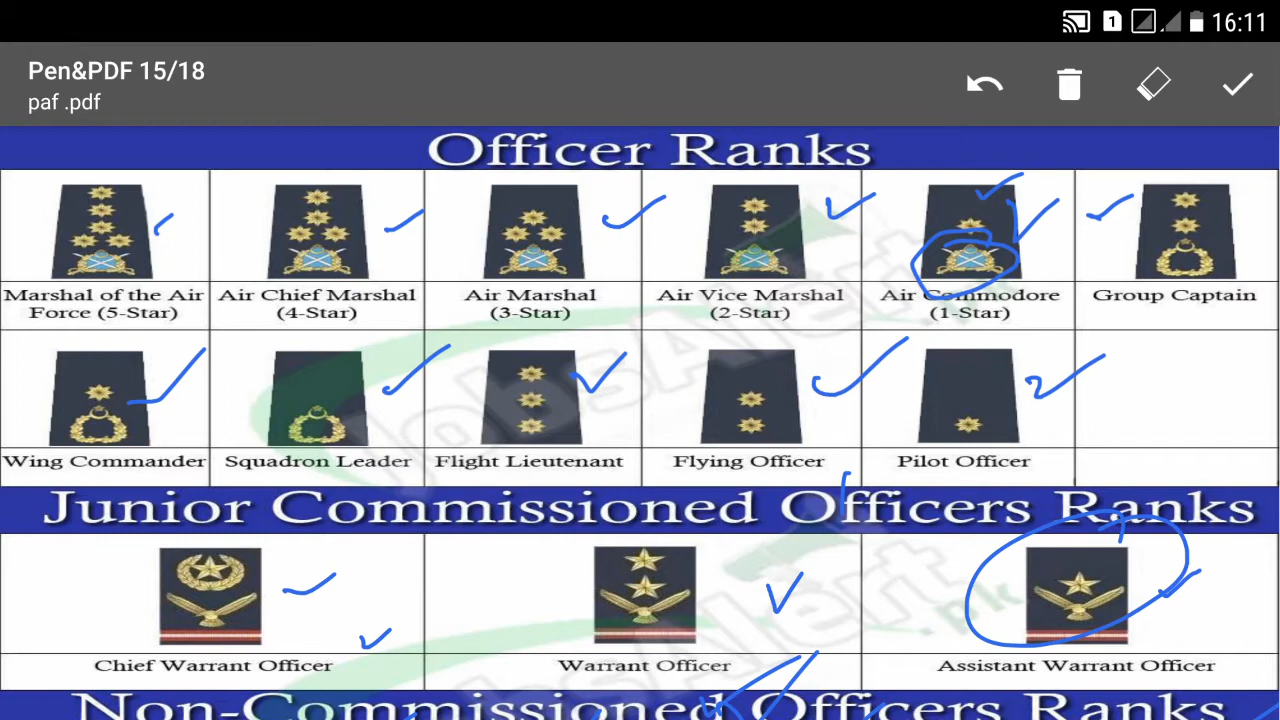 1 16:11
Pen&PDF 15/18
paf .pdf
Officer Ranks
Marshal of the Air Force (5-Star)
Air Chief Marshal (4-Star)
Air Marshal (3-Star)
Air Vice Marshal (2-Star)
Air Commodore (1-Star)
Group Captain
Wing Commander
Squadron Leader
Flight Lieutenant
Flying Officer
Pilot Officer
JobsAlert.pk
Junior Commissioned Officers Ranks
Chief Warrant Officer
Warrant Officer
Assistant Warrant Officer
Non-Commissioned Officers Ranks